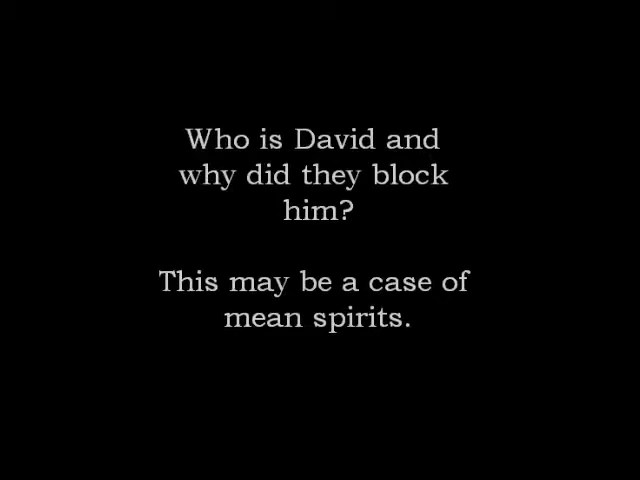 Who is David and
why did they block
him?
This may be a case of
mean spirits.